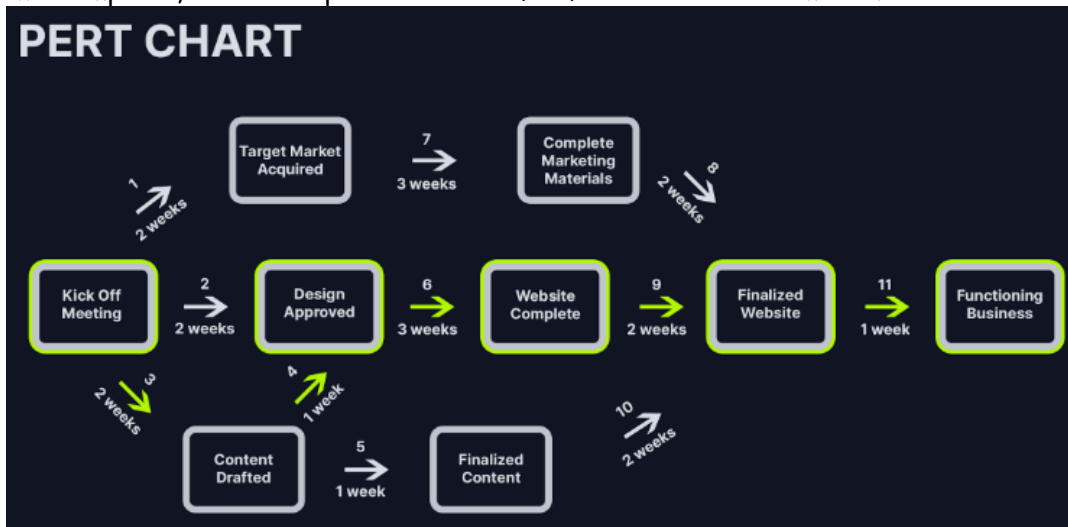 PERT CHART
Target Market
Acquired
7
3 weeks
Complete
Marketing
Materials
1
2 weeks
8
2 weeks
Kick Off
Meeting
2
2 weeks
Design
Approved
6
3 weeks
Website
Complete
9
2 weeks
Finalized
Website
11
1 week
Functioning
Business
3
2 weeks
4
1 week
Content
Drafted
5
1 week
Finalized
Content
10
2 weeks